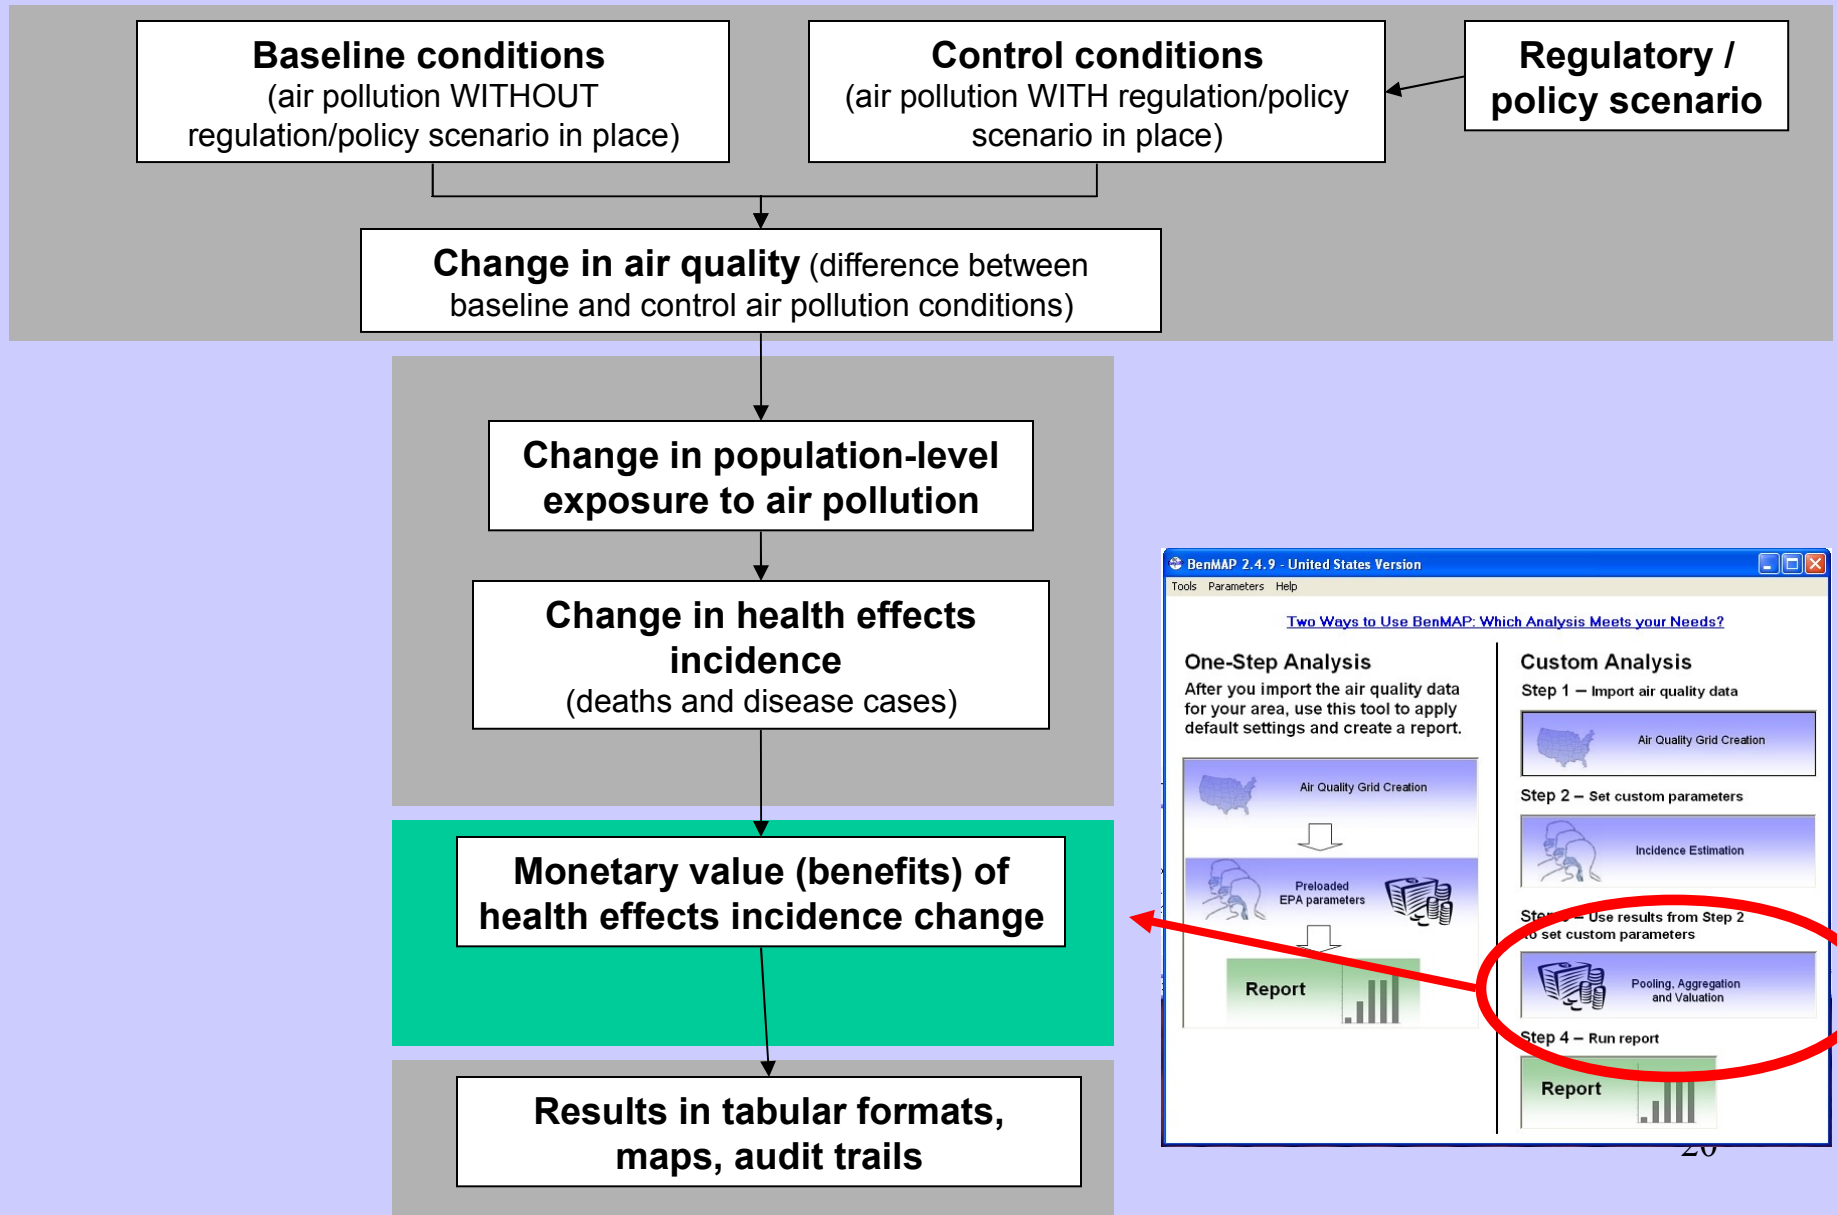 Baseline conditions
(air pollution WITHOUT
regulation/policy scenario in place)
Control conditions
(air pollution WITH regulation/policy
scenario in place)
Regulatory /
policy scenario
Change in air quality (difference between
baseline and control air pollution conditions)
Change in population-level
exposure to air pollution
Change in health effects
incidence
(deaths and disease cases)
Monetary value (benefits) of
health effects incidence change
Results in tabular formats,
maps, audit trails
BenMAP 2.4.9 - United States Version
Tools Parameters Help
Two Ways to Use BenMAP: Which Analysis Meets your Needs?
One-Step Analysis
After you import the air quality data
for your area, use this tool to apply
default settings and create a report.
Air Quality Grid Creation
Preloaded
EPA parameters
Report
Custom Analysis
Step 1 – Import air quality data
Air Quality Grid Creation
Step 2 – Set custom parameters
Incidence Estimation
– Use results from Step 2
to set custom parameters
Pooling, Aggregation
and Valuation
Step 4 – Run report
Report